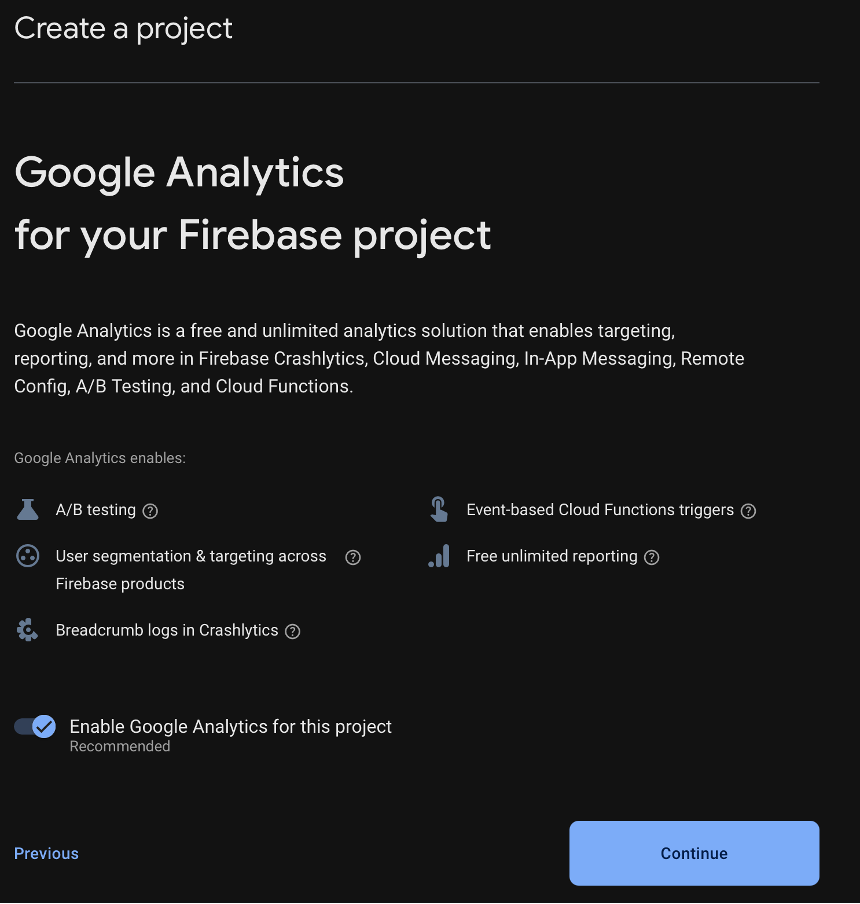 Create a project
Google Analytics
for your Firebase project
Google Analytics is a free and unlimited analytics solution that enables targeting,
reporting, and more in Firebase Crashlytics, Cloud Messaging, In-App Messaging, Remote
Config, A/B Testing, and Cloud Functions.
Google Analytics enables:
A/B testing ?
Event-based Cloud Functions triggers ?
User segmentation & targeting across ?
Firebase products
Free unlimited reporting ?
Breadcrumb logs in Crashlytics ?
Enable Google Analytics for this project
Recommended
Previous
Continue